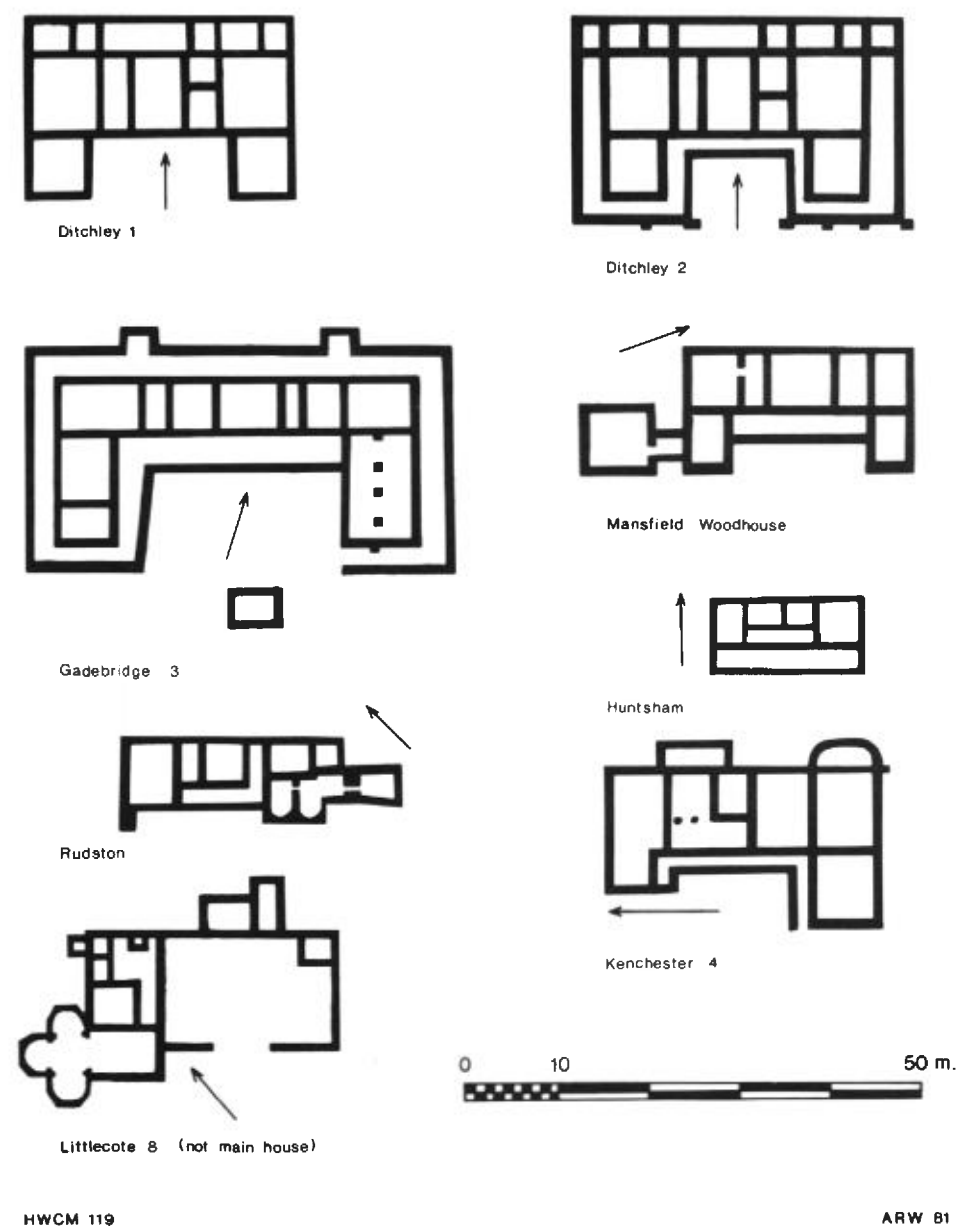 Ditchley 1
Ditchley 2
Mansfield Woodhouse
Gadebridge 3
Huntsham
Rudston
Kenchester 4
0 10 50 m.
Littlecote 8 (not main house)
HWCM 119 ARW 81